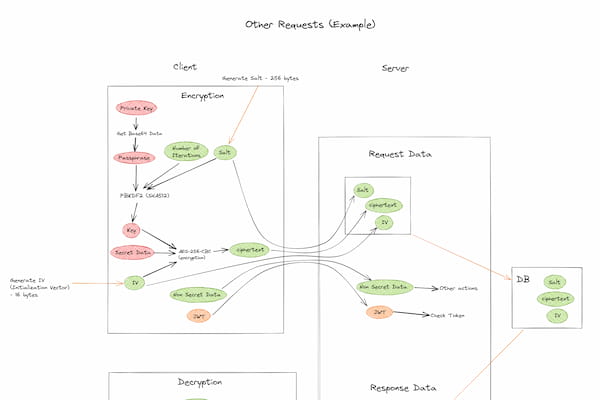 Other Requests (Example)
Client
Server
Generate Salt - 256 bytes
Encryption
Private Key
Get Base64 Data
Passphrase
Number of
Iterations
Salt
PBKDF2 (SHA512)
Key
Secret Data
AES-256-CBC
(encryption)
ciphertext
Generate IV
(Initialization Vector)
- 16 bytes
IV
Non Secret Data
JWT
Request Data
Salt
ciphertext
IV
Non Secret Data
Other actions
JWT
Check Token
DB
Salt
ciphertext
IV
Decryption
Response Data